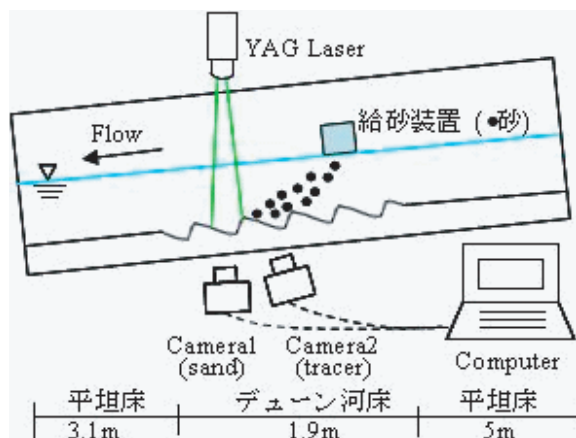 YAG Laser
Flow
給砂装置 (●砂)
Camera1
(sand)
Camera2
(tracer)
Computer
平坦床 デューン河床 平坦床
3.1m 1.9m 5m